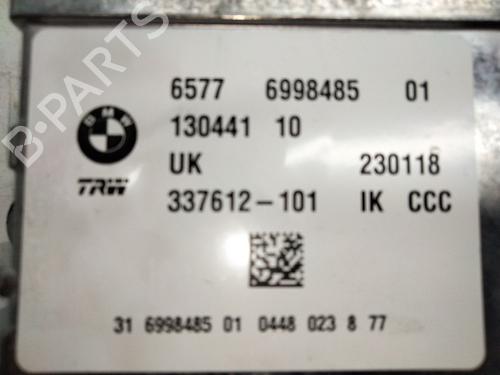 6577 6998485 01
130441 10
UK 230118
337612-101 IK CCC
BMW
TRW
31 6998485 01 0448 023 8 77
B-PARTS